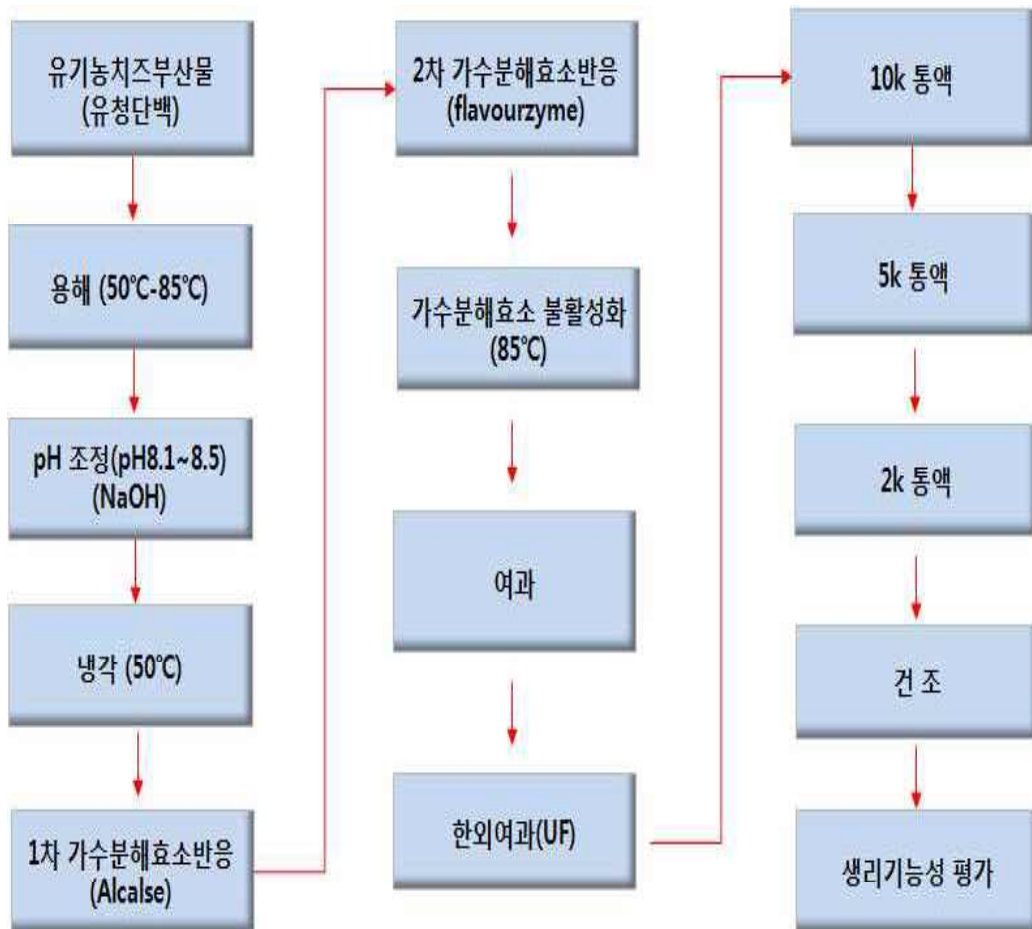 유기농치즈부산물
(유청단백)
용해 (50℃-85℃)
pH 조정(pH8.1~8.5)
(NaOH)
냉각 (50℃)
1차 가수분해효소반응
(Alcalse)
2차 가수분해효소반응
(flavourzyme)
가수분해효소 불활성화
(85℃)
여과
한외여과(UF)
10k 통액
5k 통액
2k 통액
건 조
생리기능성 평가